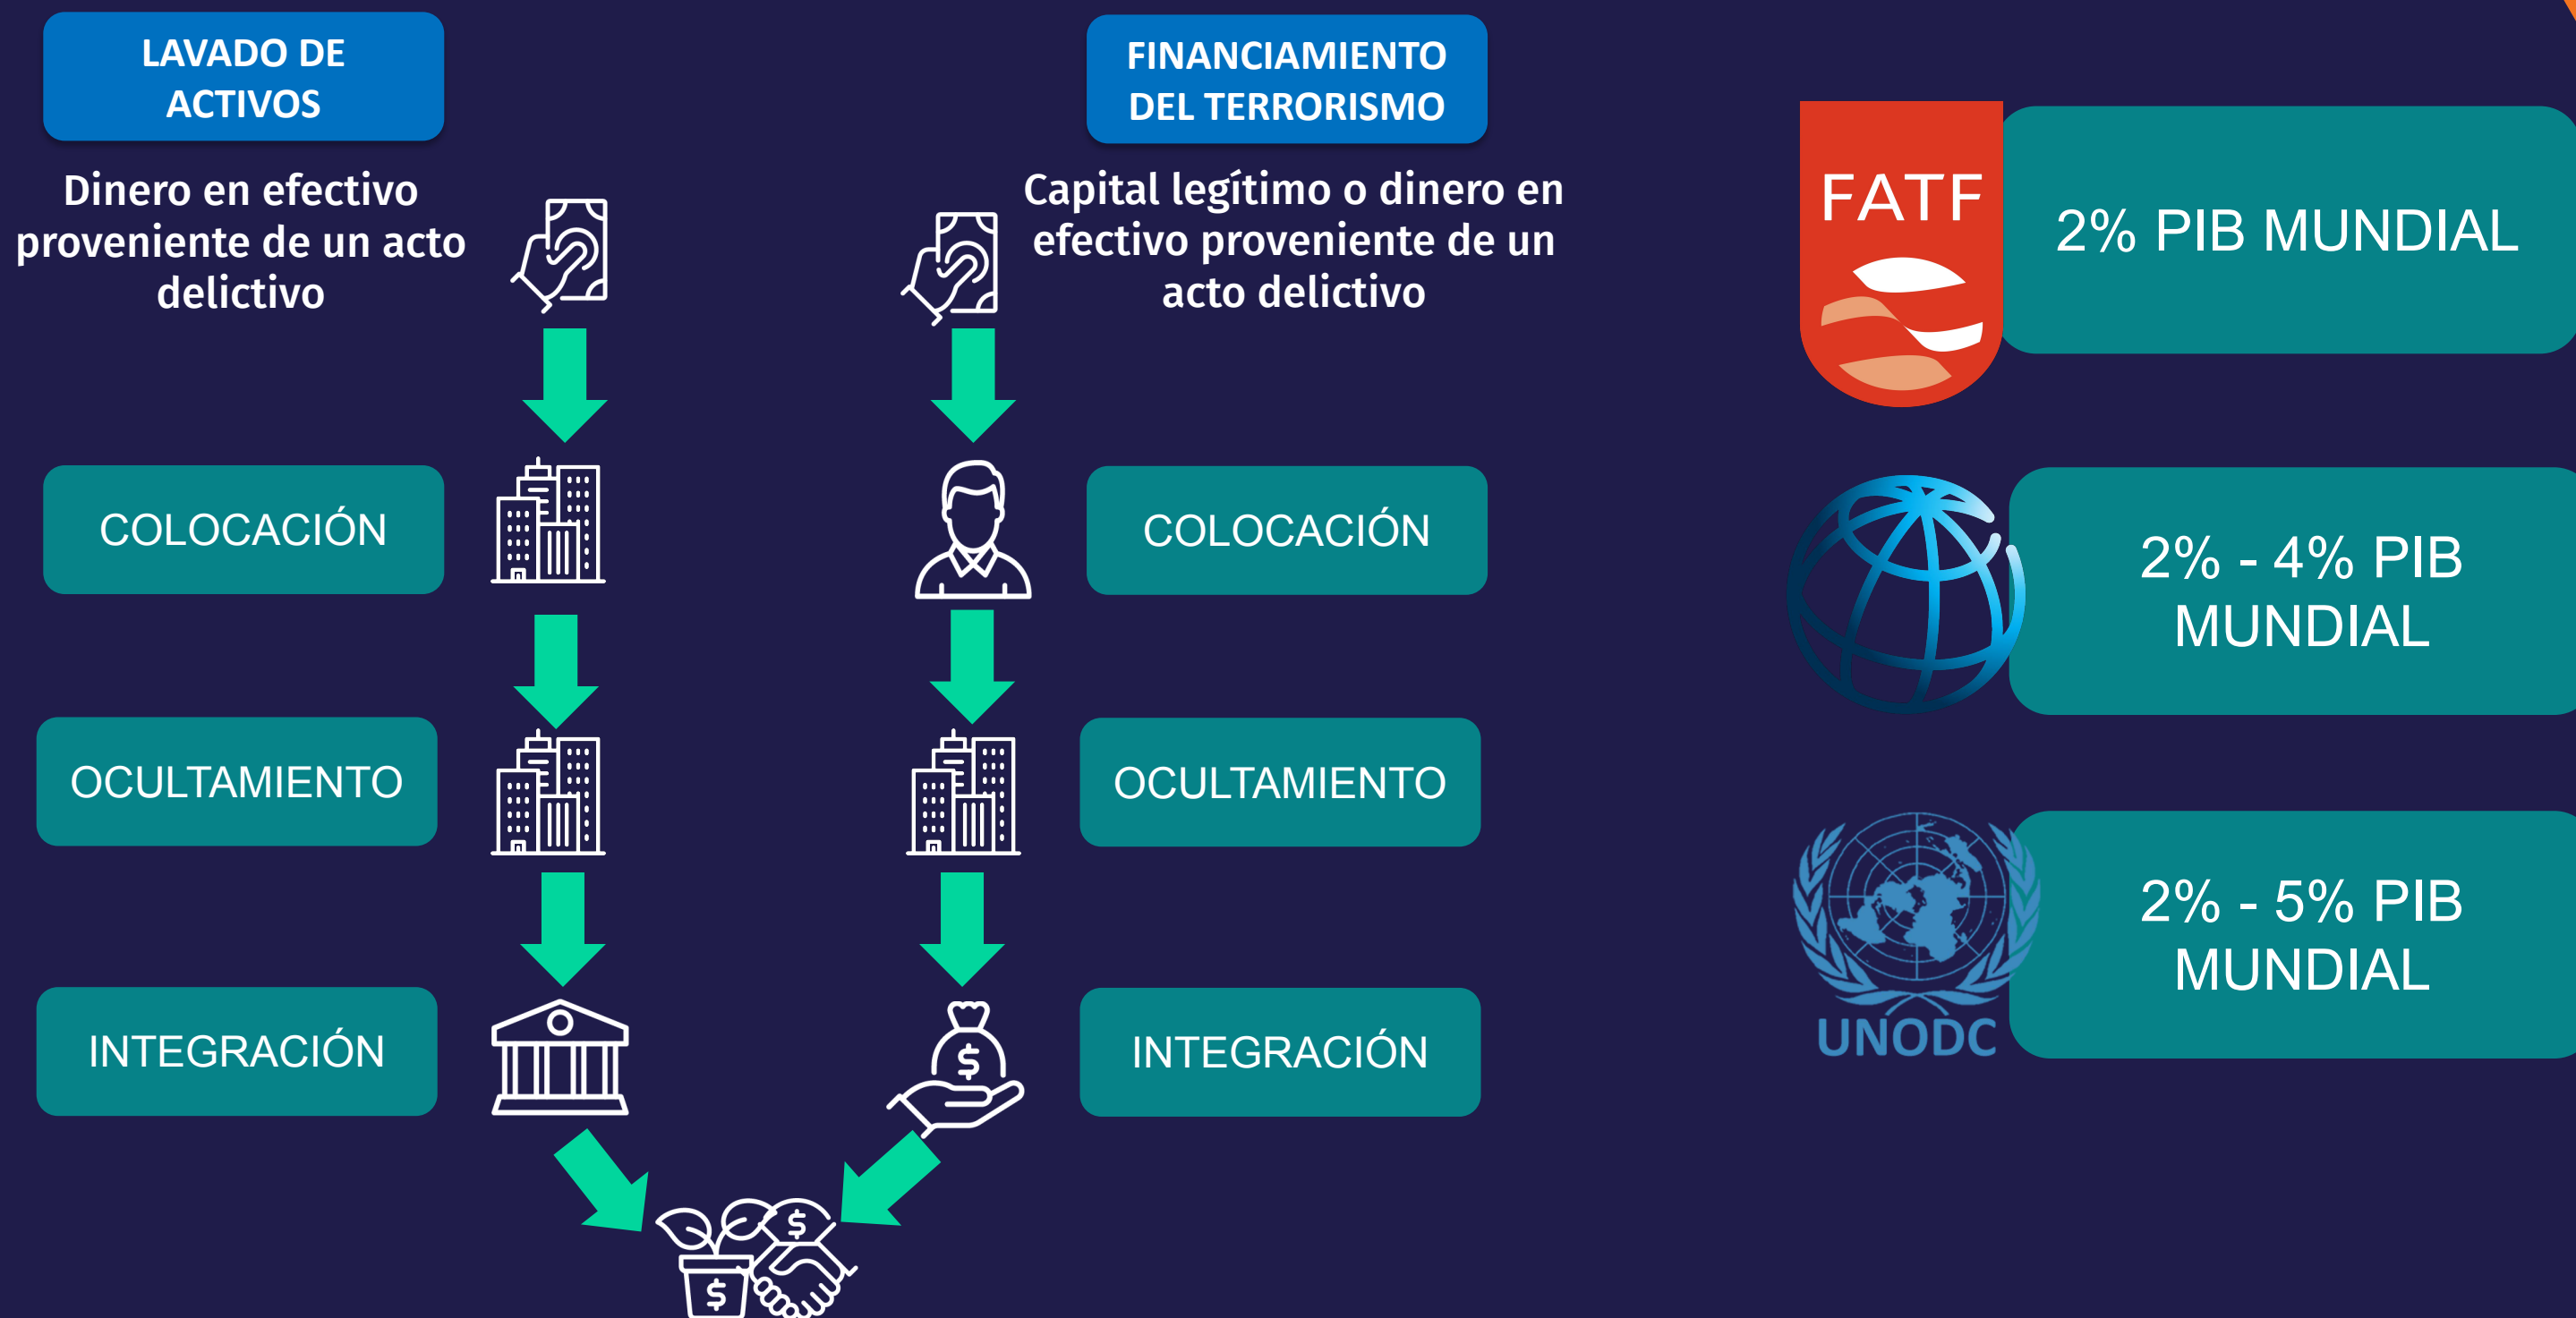 LAVADO DE
ACTIVOS
Dinero en efectivo
proveniente de un acto
delictivo
COLOCACIÓN
OCULTAMIENTO
INTEGRACIÓN
FINANCIAMIENTO
DEL TERRORISMO
Capital legítimo o dinero en
efectivo proveniente de un
acto delictivo
COLOCACIÓN
OCULTAMIENTO
INTEGRACIÓN
$
$
$
FATF
2% PIB MUNDIAL
2% - 4% PIB
MUNDIAL
UNODC
2% - 5% PIB
MUNDIAL